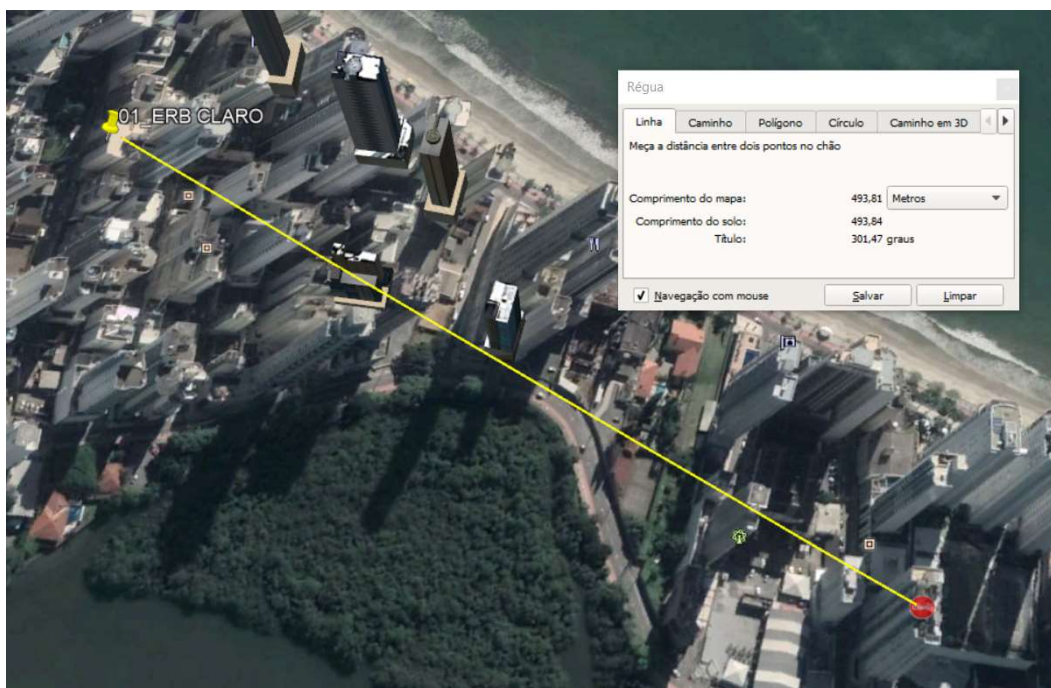 01_ERB CLARO
Régua
Linha Caminho Polígono Círculo Caminho em 3D
Meça a distância entre dois pontos no chão
Comprimento do mapa: 493,81 Metros
Comprimento do solo: 493,84
Título: 301,47 graus
Navegação com mouse Salvar Limpar